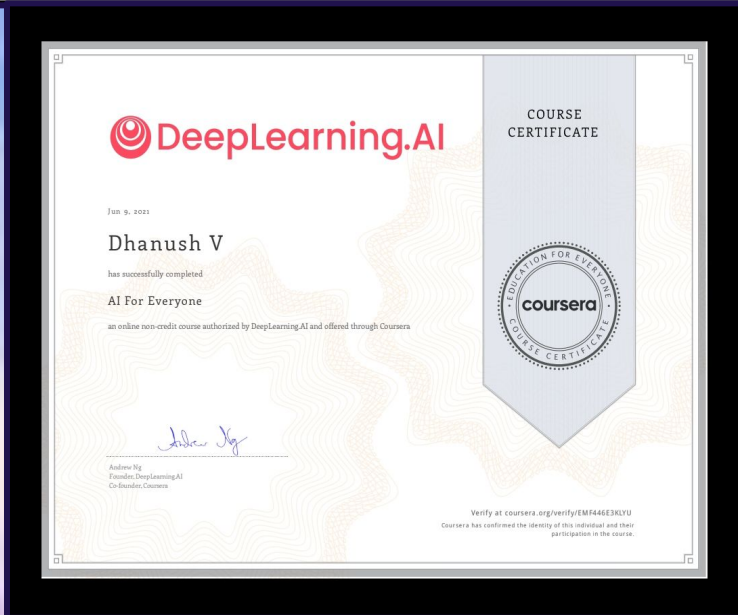 DeepLearning.AI
COURSE
CERTIFICATE
Jun 9, 2021
Dhanush V
has successfully completed
AI For Everyone
an online non-credit course authorized by DeepLearning.AI and offered through Coursera
EDUCATION FOR EVERYONE
coursera
COURSE CERTIFICATE
Andrew Ng
Andrew Ng
Founder, DeepLearning.AI
Co-founder, Coursera
Verify at coursera.org/verify/EMF446E3KLYU
Coursera has confirmed the identity of this individual and their
participation in the course.